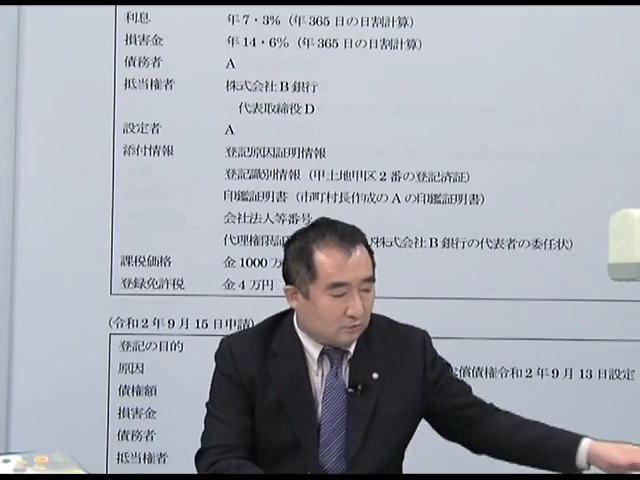 利息 年7・3%（年365日の日割計算）
損害金 年14・6%（年365日の日割計算）
債務者 A
抵当権者 株式会社B銀行
代表取締役D
設定者 A
添付情報 登記原因証明情報
登記識別情報（甲土地甲区2番の登記済証）
印鑑証明書（市町村長作成のAの印鑑証明書）
会社法人等番号
代理権限証 株式会社B銀行の代表者の委任状）
課税価格 金1000万
登録免許税 金4万円
（令和2年9月15日申請）
登記の目的
原因 償債権令和2年9月13日設定
債権額
損害金
債務者
抵当権者